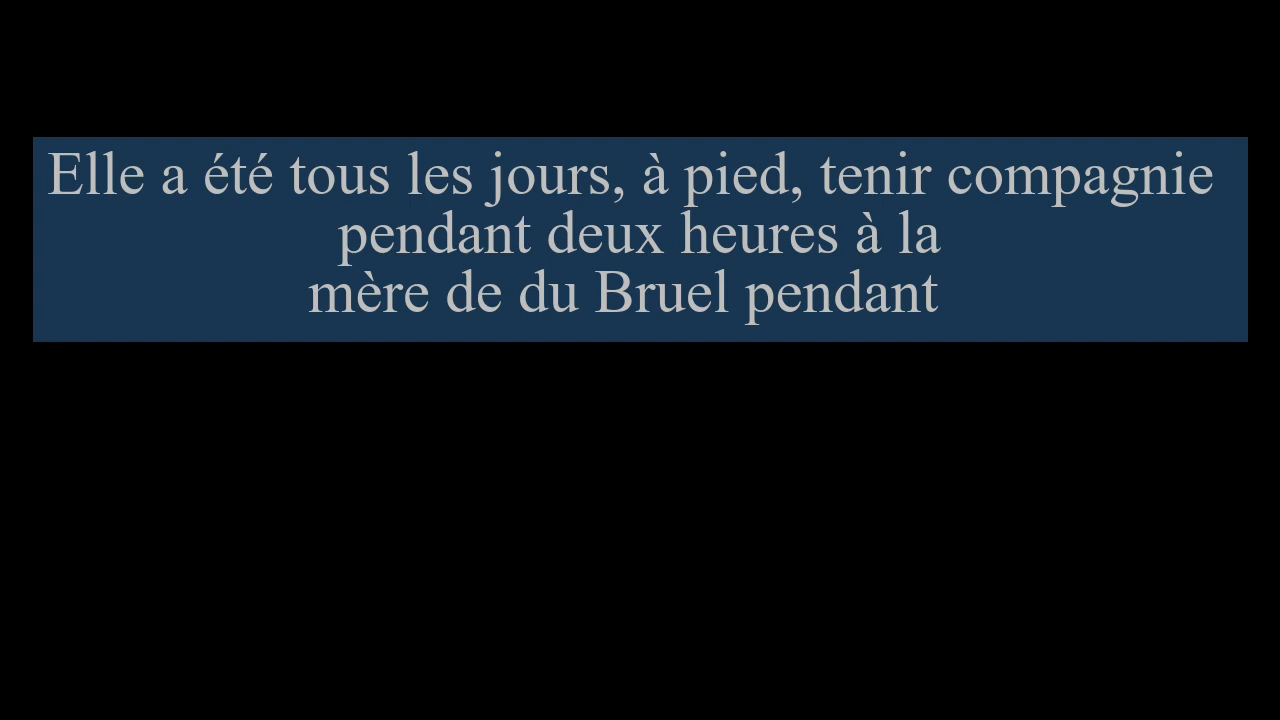 Elle a été tous les jours, à pied, tenir compagnie
pendant deux heures à la
mère de du Bruel pendant